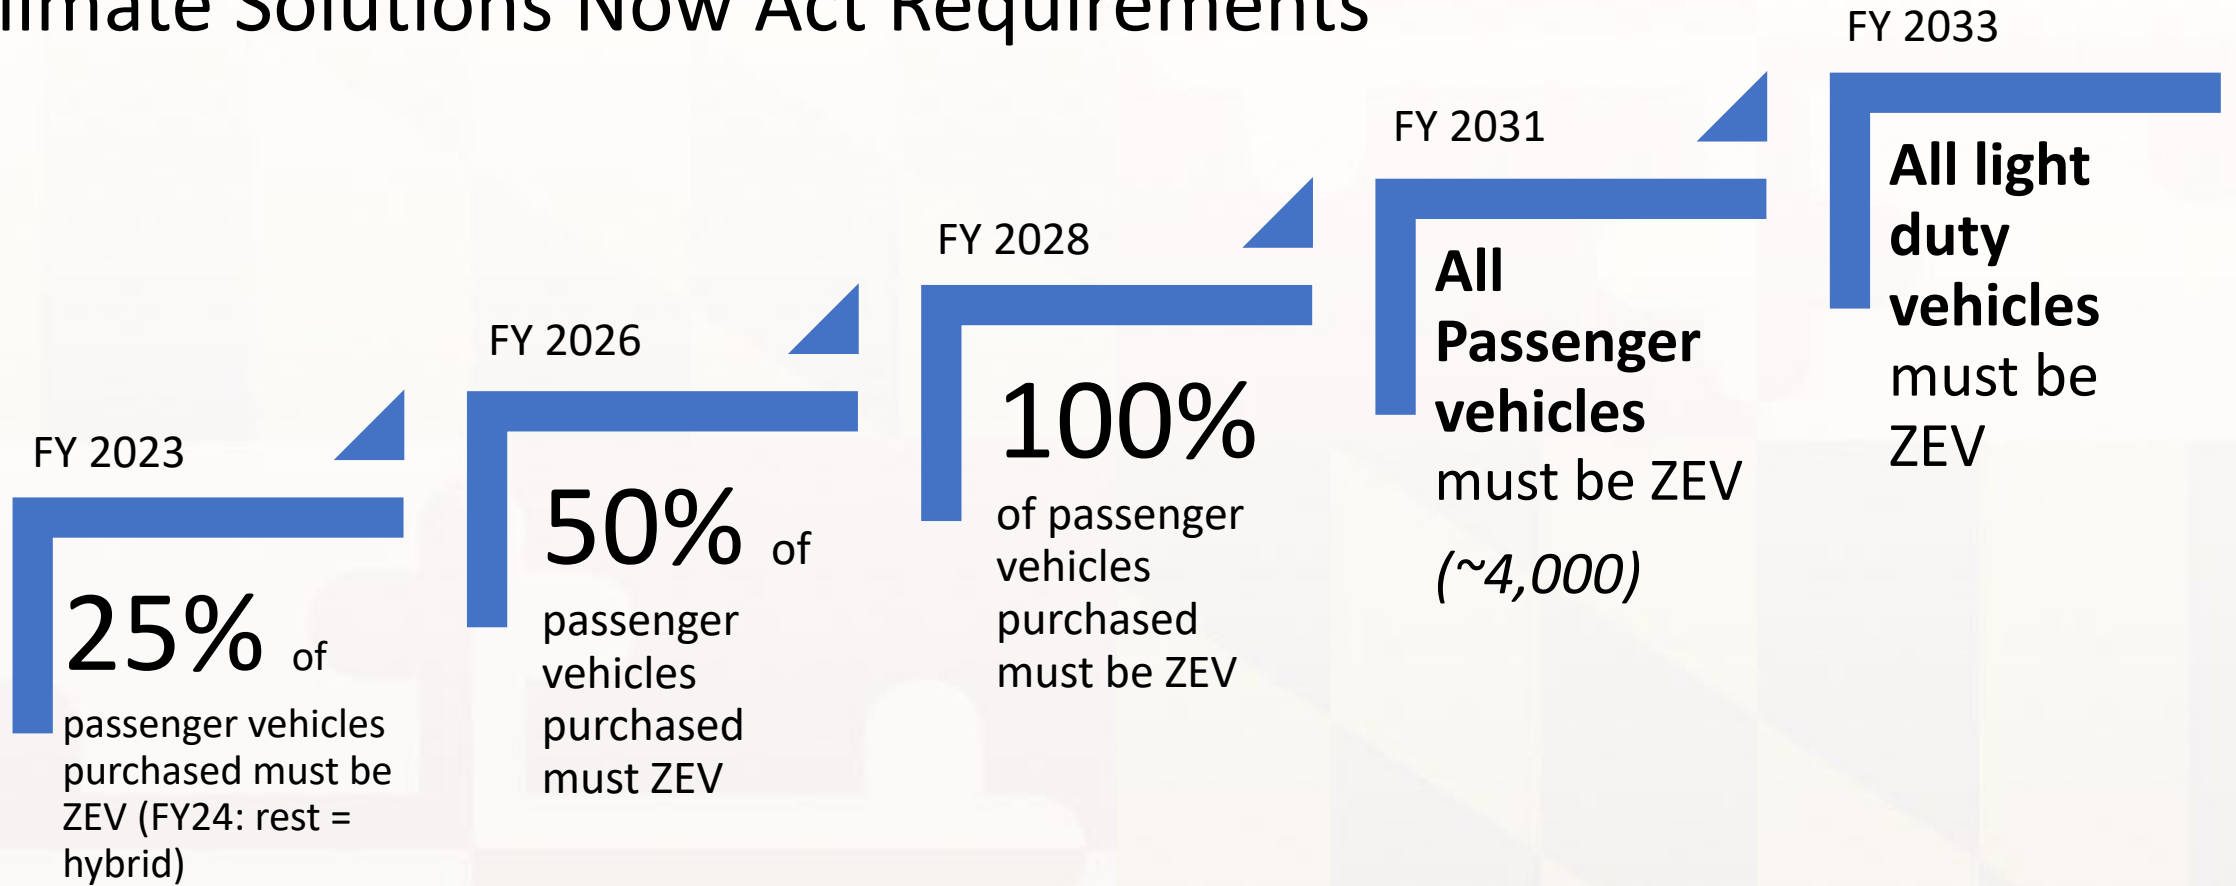 limate Solutions Now Act Requirements
FY 2023
25% of
passenger vehicles
purchased must be
ZEV (FY24: rest =
hybrid)
FY 2026
50% of
passenger
vehicles
purchased
must ZEV
FY 2028
100%
of passenger
vehicles
purchased
must be ZEV
FY 2031
All
Passenger
vehicles
must be ZEV
(~4,000)
FY 2033
All light
duty
vehicles
must be
ZEV